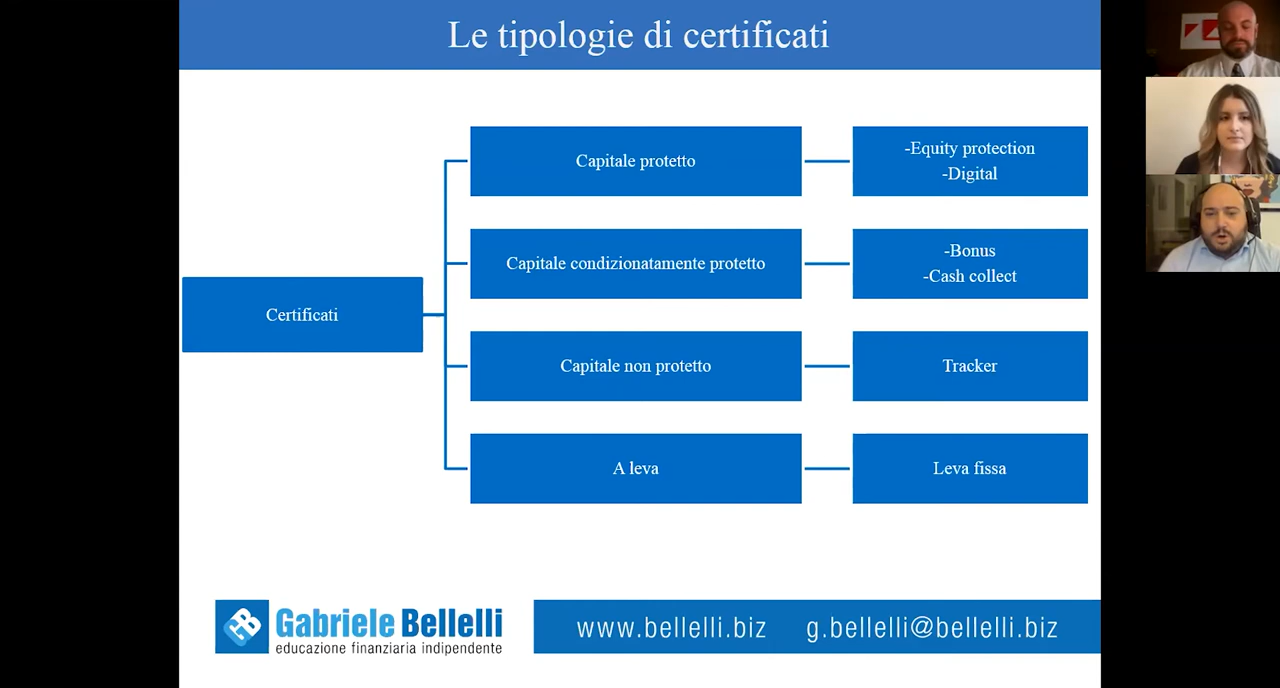 Le tipologie di certificati
Certificati
Capitale protetto
-Equity protection
-Digital
Capitale condizionatamente protetto
-Bonus
-Cash collect
Capitale non protetto
Tracker
A leva
Leva fissa
GB
Gabriele Bellelli
educazione finanziaria indipendente
www.bellelli.biz g.bellelli@bellelli.biz